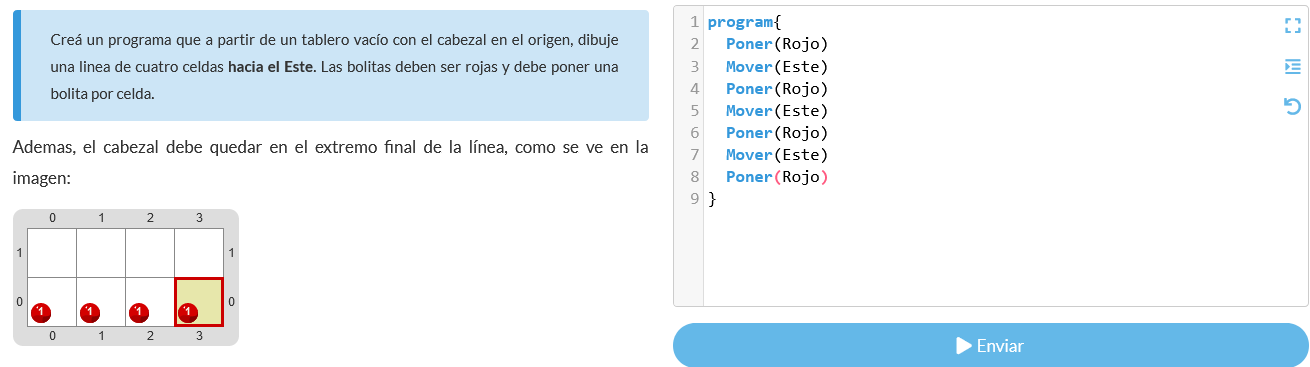 Creá un programa que a partir de un tablero vacío con el cabezal en el origen, dibuje
una linea de cuatro celdas hacia el Este. Las bolitas deben ser rojas y debe poner una
bolita por celda.
Ademas, el cabezal debe quedar en el extremo final de la línea, como se ve en la
imagen:
0 1 2 3
1 1
0 1 1 1 1 0
0 1 2 3
1 program{
2 Poner(Rojo)
3 Mover(Este)
4 Poner(Rojo)
5 Mover(Este)
6 Poner(Rojo)
7 Mover(Este)
8 Poner(Rojo)
9 }
Enviar